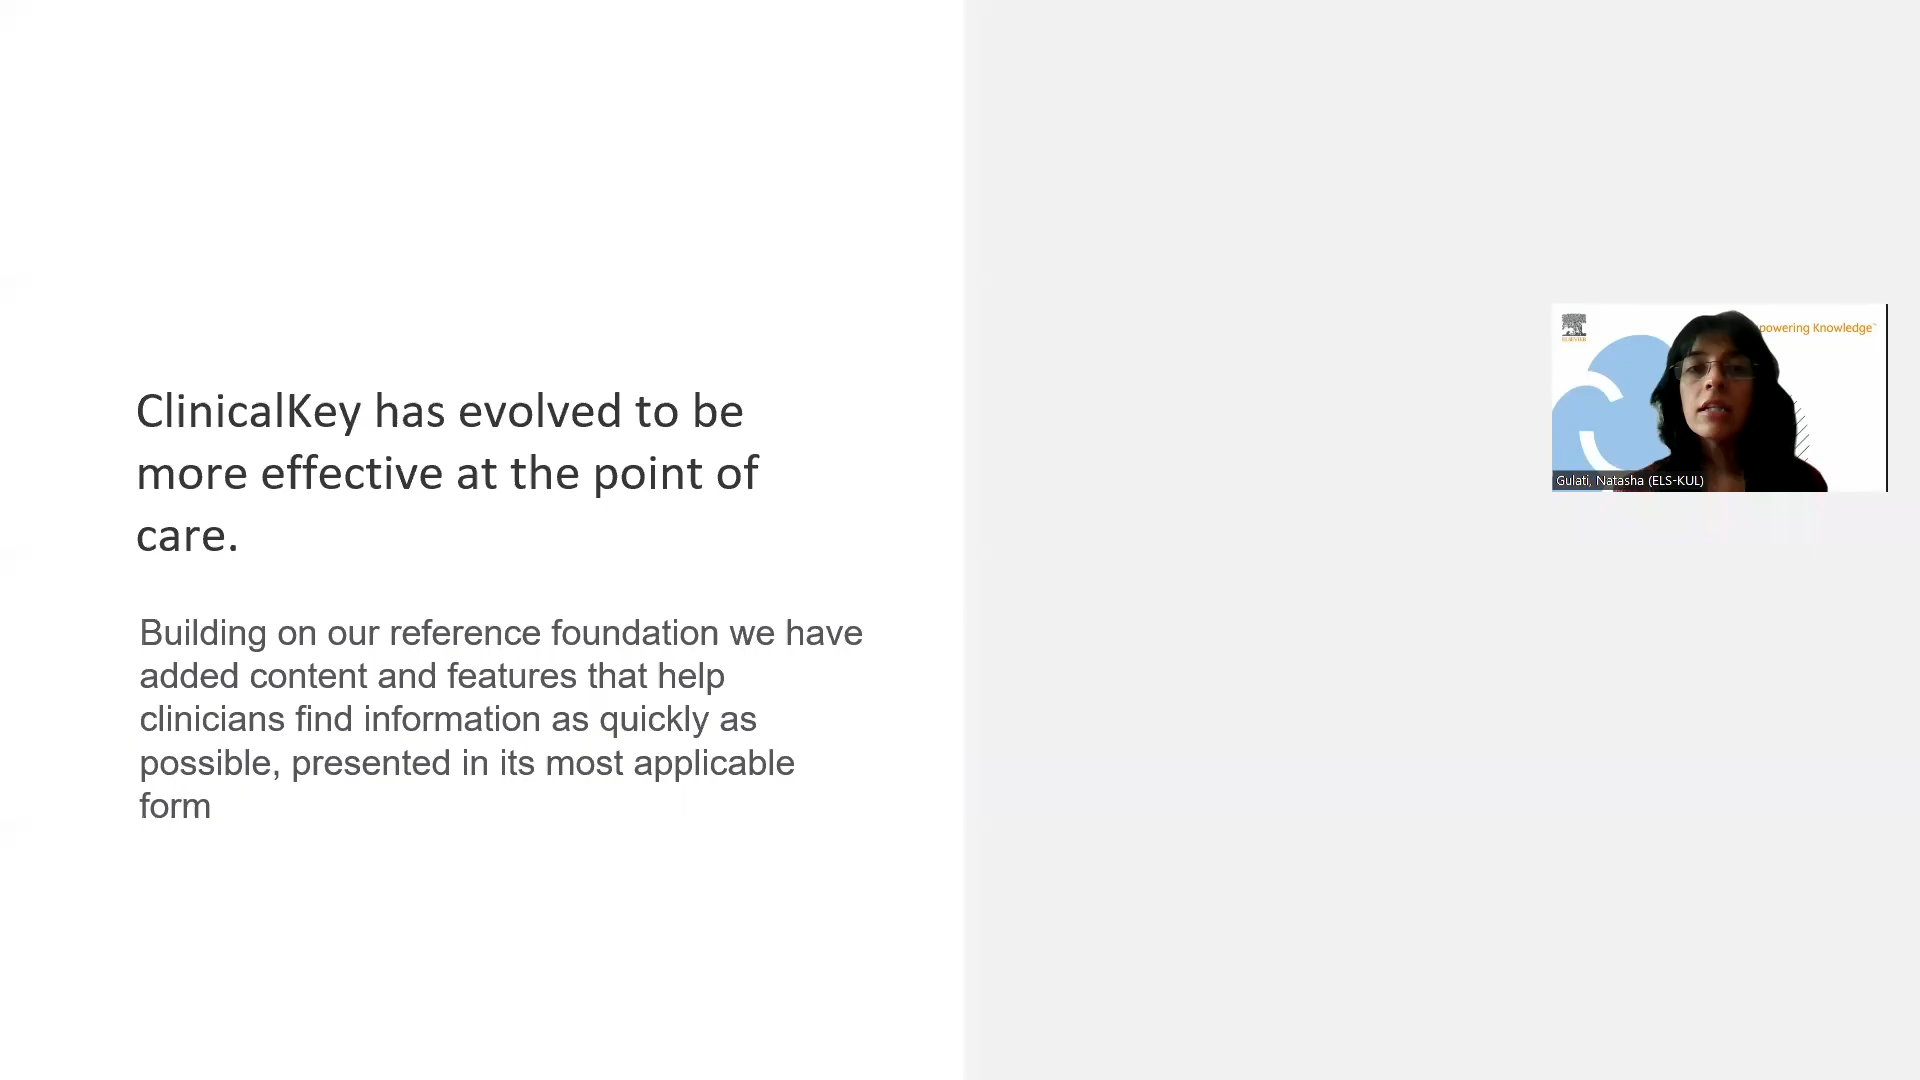 ClinicalKey has evolved to be
more effective at the point of
care.
Building on our reference foundation we have
added content and features that help
clinicians find information as quickly as
possible, presented in its most applicable
form
ELSEVIER
powering Knowledge™
Gulati, Natasha (ELS-KUL)